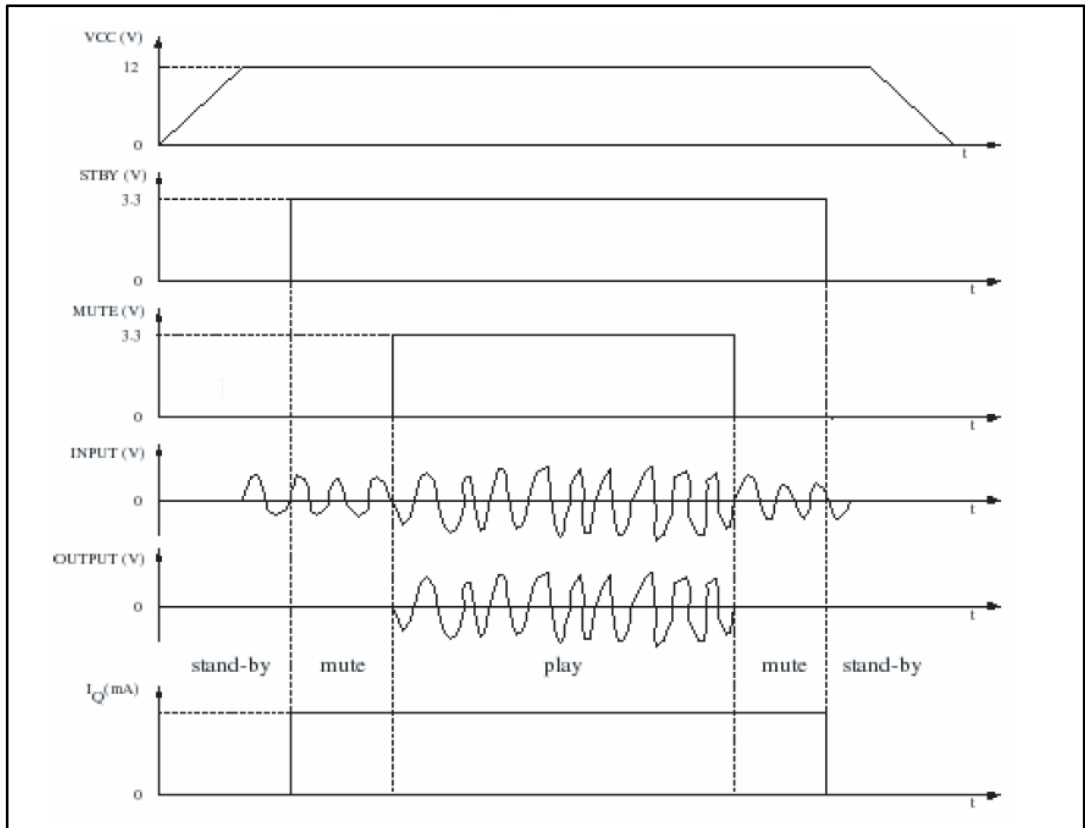 VCC (V)
12
0
t
STBY (V)
3.3
0
t
MUTE (V)
3.3
0
t
INPUT (V)
0
t
OUTPUT (V)
0
t
stand-by mute play mute stand-by
IQ(mA)
0
t